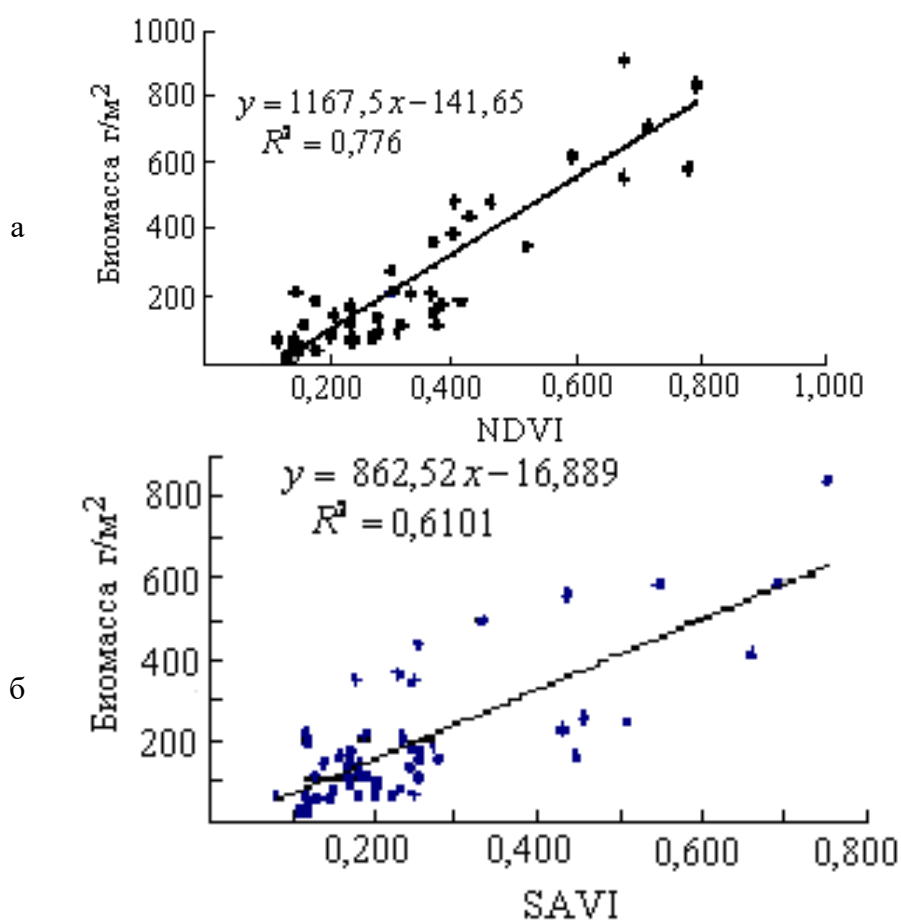 а
Биомасса г/м²
1000
800
600
400
200
y = 1167,5x−141,65
R² = 0,776
0,200 0,400 0,600 0,800 1,000
NDVI
б
Биомасса г/м²
800
600
400
200
y = 862,52x−16,889
R² = 0,6101
0,200 0,400 0,600 0,800
SAVI